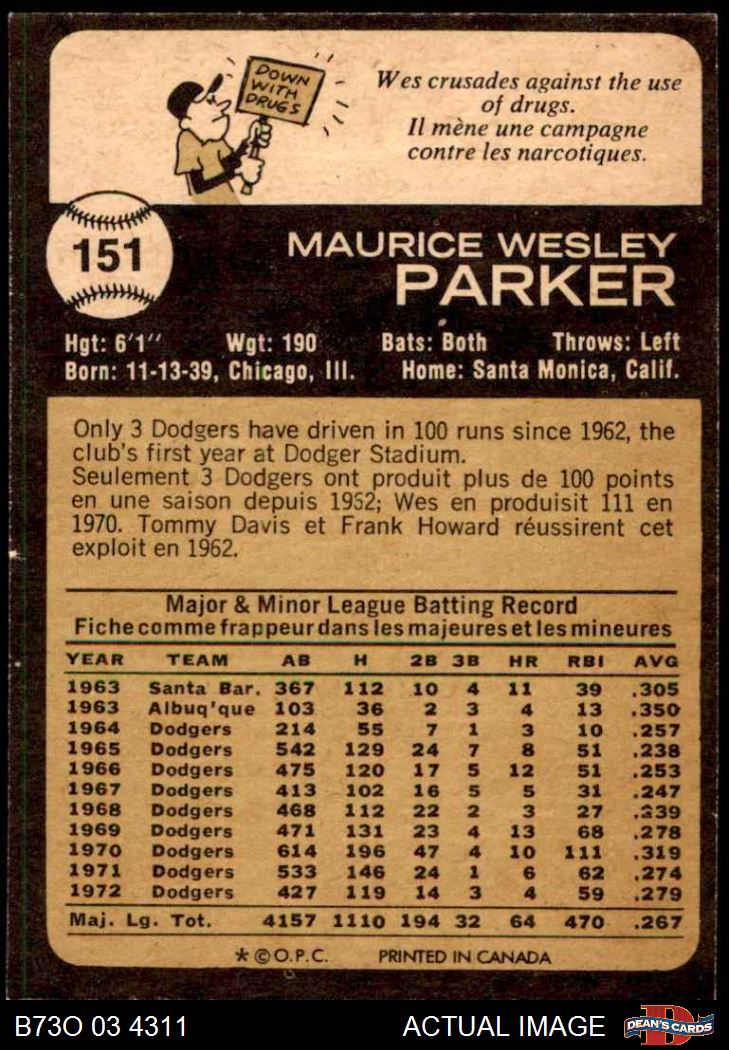 DOWN
WITH
DRUGS
Wes crusades against the use
of drugs.
Il mène une campagne
contre les narcotiques.
151
MAURICE WESLEY
PARKER
Hgt: 6'1" Wgt: 190 Bats: Both Throws: Left
Born: 11-13-39, Chicago, Ill. Home: Santa Monica, Calif.
Only 3 Dodgers have driven in 100 runs since 1962, the
club's first year at Dodger Stadium.
Seulement 3 Dodgers ont produit plus de 100 points
en une saison depuis 1962; Wes en produisit 111 en
1970. Tommy Davis et Frank Howard réussirent cet
exploit en 1962.
Major & Minor League Batting Record
Fiche comme frappeur dans les majeures et les mineures
YEAR TEAM AB H 2B 3B HR RBI AVG
1963 Santa Bar. 367 112 10 4 11 39 .305
1963 Albuq'que 103 36 2 3 4 13 .350
1964 Dodgers 214 55 7 1 3 10 .257
1965 Dodgers 542 129 24 7 8 51 .238
1966 Dodgers 475 120 17 5 12 51 .253
1967 Dodgers 413 102 16 5 5 31 .247
1968 Dodgers 468 112 22 2 3 27 .239
1969 Dodgers 471 131 23 4 13 68 .278
1970 Dodgers 614 196 47 4 10 111 .319
1971 Dodgers 533 146 24 1 6 62 .274
1972 Dodgers 427 119 14 3 4 59 .279
Maj. Lg. Tot. 4157 1110 194 32 64 470 .267
* © O.P.C. PRINTED IN CANADA
B73O 03 4311 ACTUAL IMAGE DEAN'S CARDS